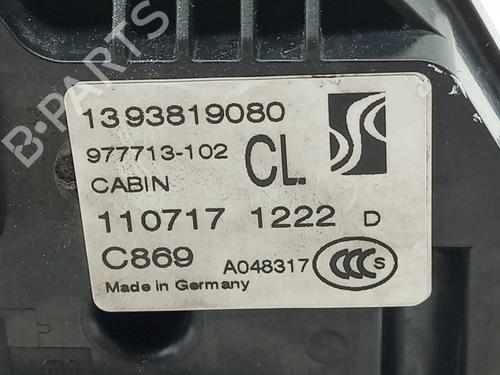 B-PARTS
1393819080
977713-102
CL.
CABIN
110717 1222 D
C869
A048317
CCC S
Made in Germany